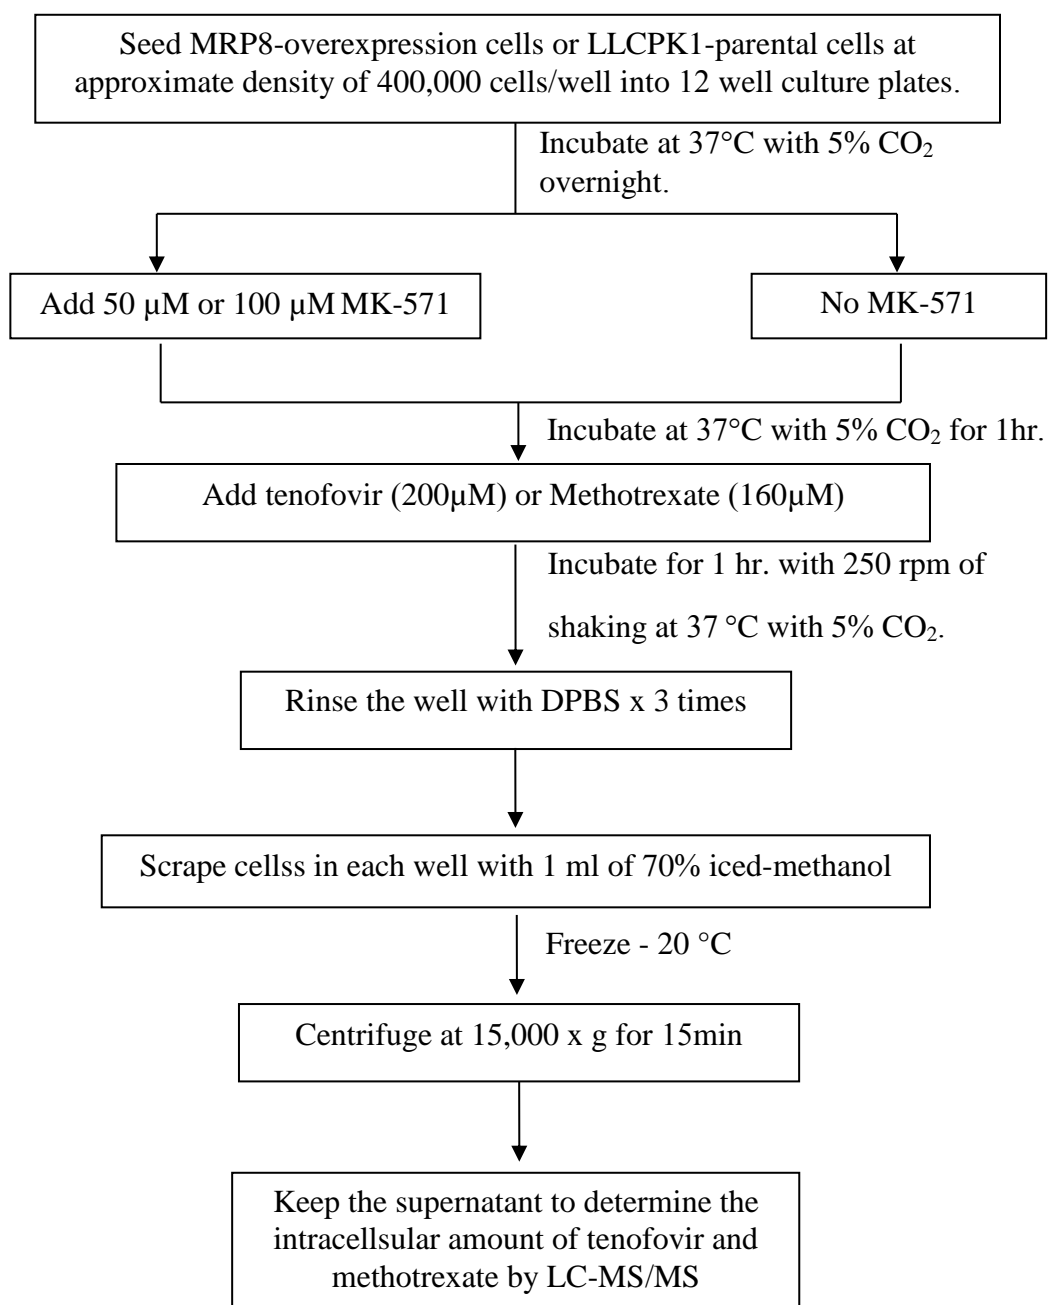 Seed MRP8-overexpression cells or LLCPK1-parental cells at
approximate density of 400,000 cells/well into 12 well culture plates.
Incubate at 37°C with 5% CO₂
overnight.
Add 50 µM or 100 µM MK-571
No MK-571
Incubate at 37°C with 5% CO₂ for 1hr.
Add tenofovir (200µM) or Methotrexate (160µM)
Incubate for 1 hr. with 250 rpm of
shaking at 37 °C with 5% CO₂.
Rinse the well with DPBS x 3 times
Scrape cellss in each well with 1 ml of 70% iced-methanol
Freeze - 20 °C
Centrifuge at 15,000 x g for 15min
Keep the supernatant to determine the
intracellsular amount of tenofovir and
methotrexate by LC-MS/MS